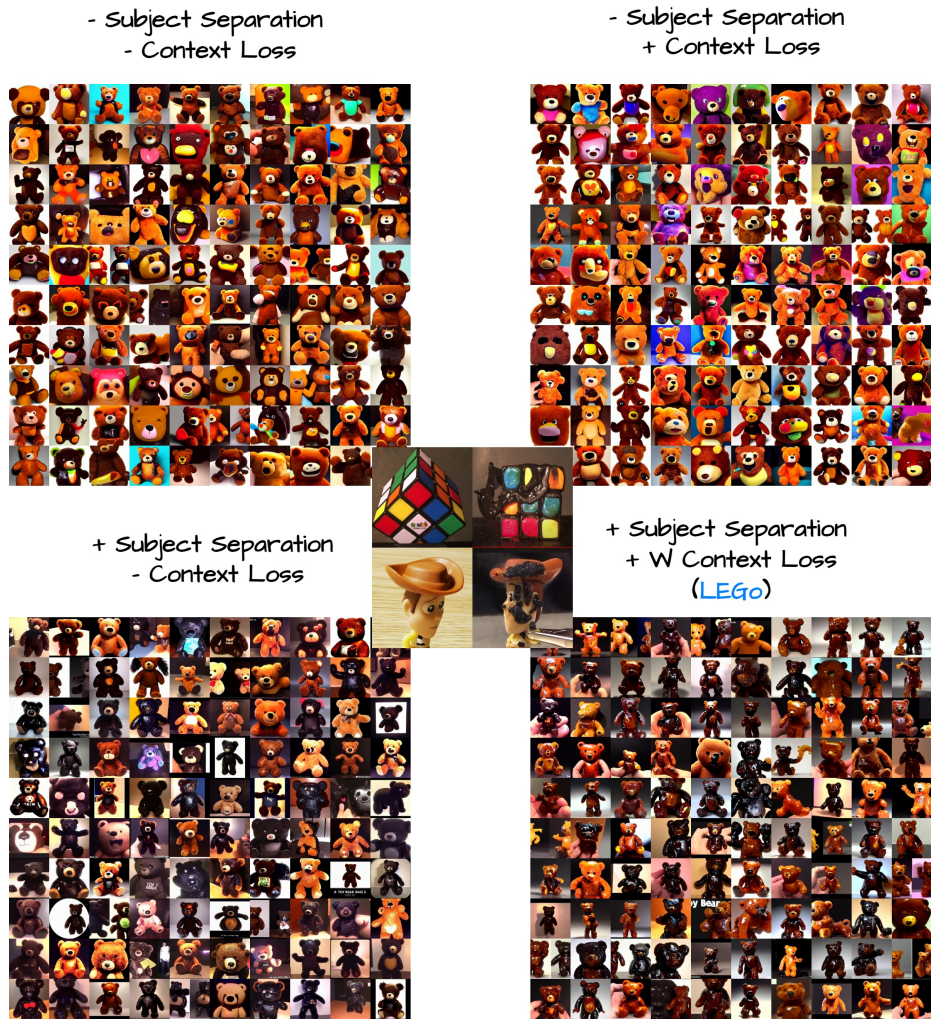 - Subject Separation
- Context Loss
- Subject Separation
+ Context Loss
+ Subject Separation
- Context Loss
+ Subject Separation
+ W Context Loss
(LEGo)